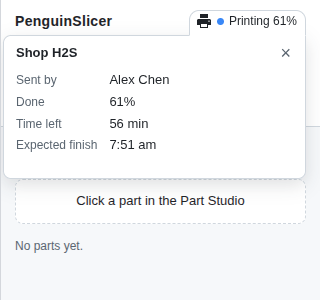 PenguinSlicer
Printing 61%
Shop H2S ×
Sent by Alex Chen
Done 61%
Time left 56 min
Expected finish 7:51 am
Click a part in the Part Studio
No parts yet.